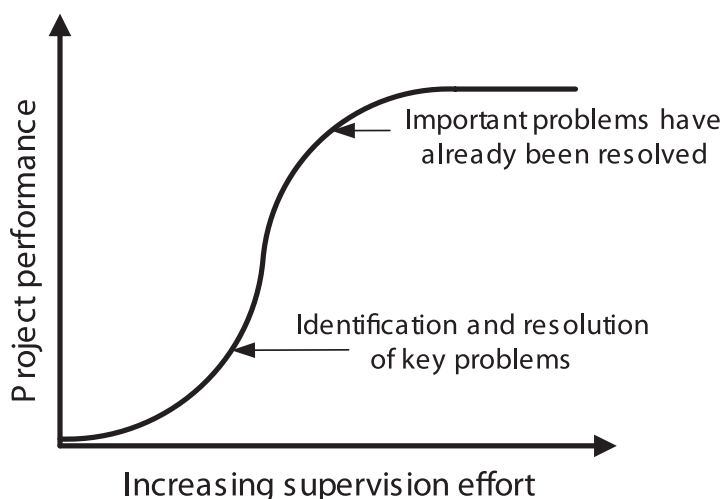 Project performance
Important problems have
already been resolved
Identification and resolution
of key problems
Increasing supervision effort